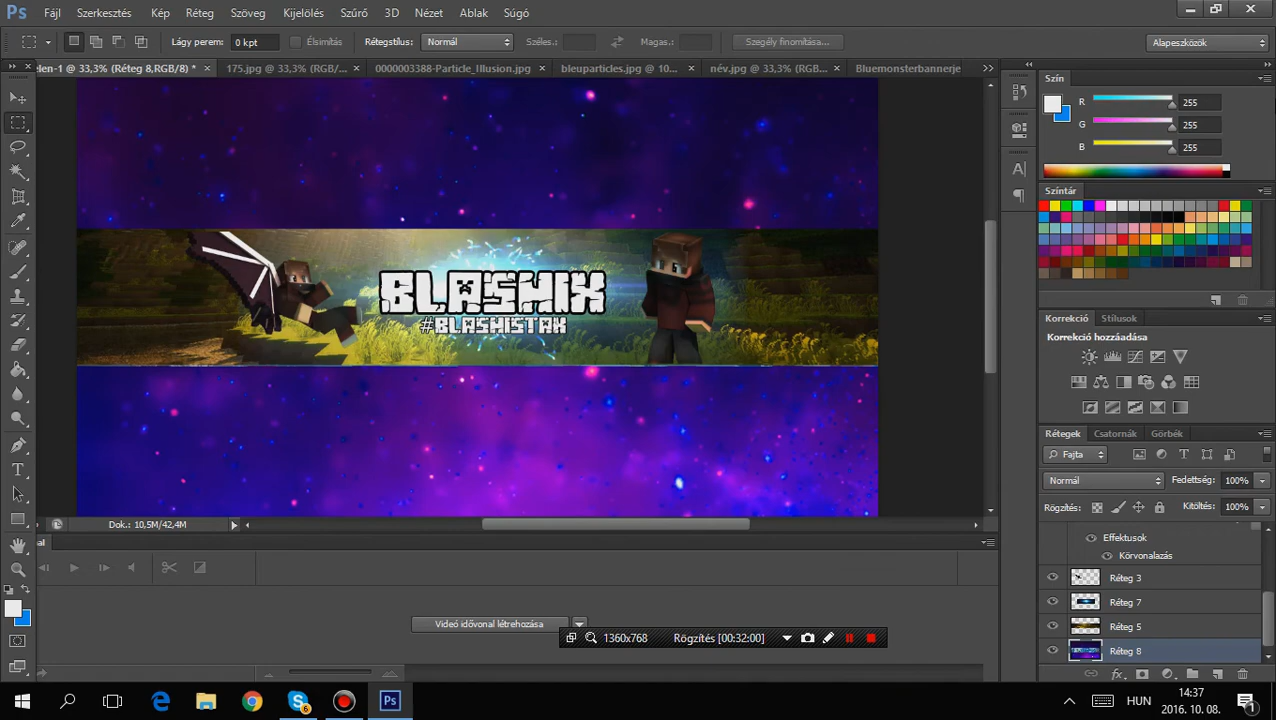 Ps Fájl Szerkesztés Kép Réteg Szöveg Kijelölés Szűrő 3D Nézet Ablak Súgó
Lágy perem: 0 kpt Élsimítás Rétegstílus: Normál Széles.: Magas.: Szegély finomítása... Alapeszközök
elen-1 @ 33,3% (Réteg 8,RGB/8) * × 175.jpg @ 33,3% (RGB/... × 0000003388-Particle_Illusion.jpg × bleuparticles.jpg @ 10... × név.jpg @ 33,3% (RGB/8... × Bluemonsterbannerje
Szín
R 255
G 255
B 255
Színtár
BLASHIX
#BLASHISTAK
Korrekció Stílusok
Korrekció hozzáadása
Rétegek Csatornák Görbék
Fajta
Normál Fedettség: 100%
Rögzítés: Kitöltés: 100%
Effektusok
Körvonalazás
Réteg 3
Réteg 7
Réteg 5
Réteg 8
Dok.: 10,5M/42,4M
al
Videó idővonal létrehozása
1360x768 Rögzítés [00:32:00]
HUN 14:37
2016. 10. 08.